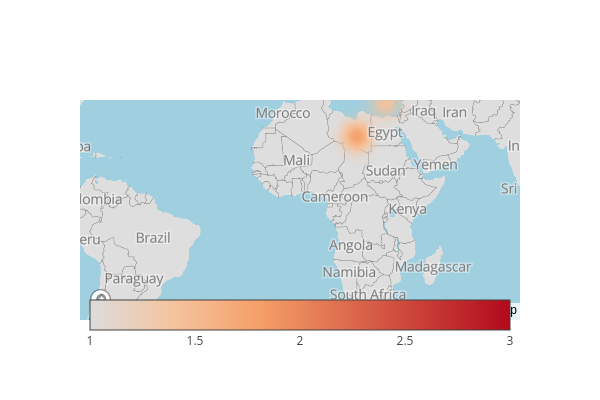 Morocco
Iraq
Iran
Egypt
Mali
Sudan
Yemen
Cameroon
Kenya
Brazil
Angola
Namibia
Madagascar
Paraguay
South Africa
ba
In
lombia
Sri
eru
p
1
1.5
2
2.5
3